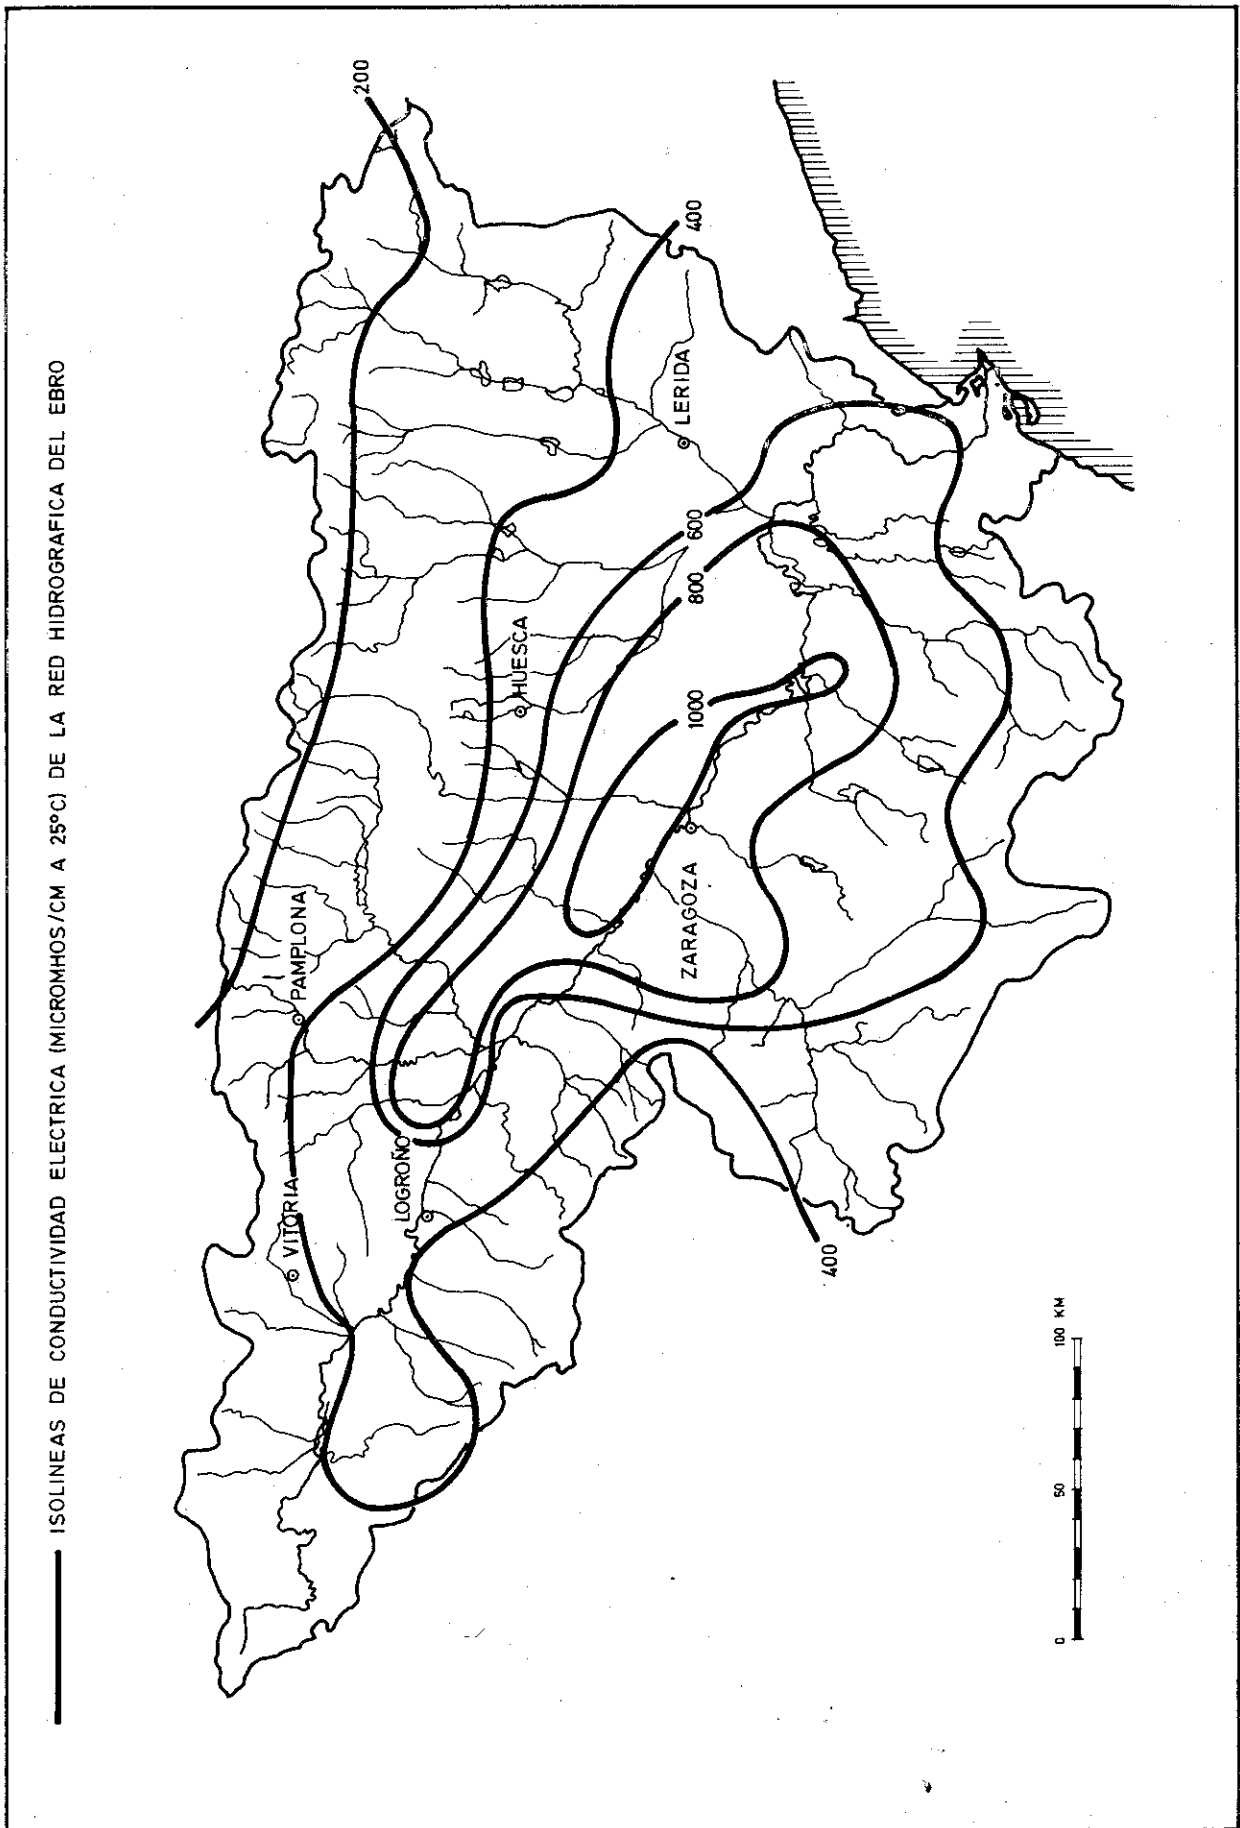 ISOLINEAS DE CONDUCTIVIDAD ELECTRICA (MICROMHOS/CM A 25ºC) DE LA RED HIDROGRAFICA DEL EBRO
200
400
VITORIA
PAMPLONA
LOGROÑO
HUESCA
LERIDA
600
800
1000
ZARAGOZA
400
0
50
100 KM